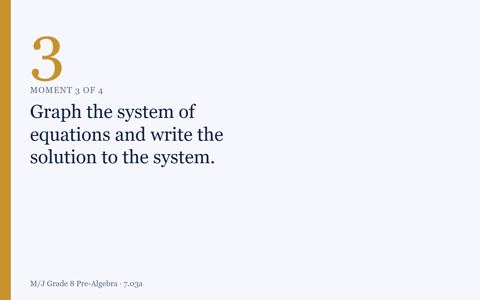 3
MOMENT 3 OF 4
Graph the system of
equations and write the
solution to the system.
M/J Grade 8 Pre-Algebra · 7.03a